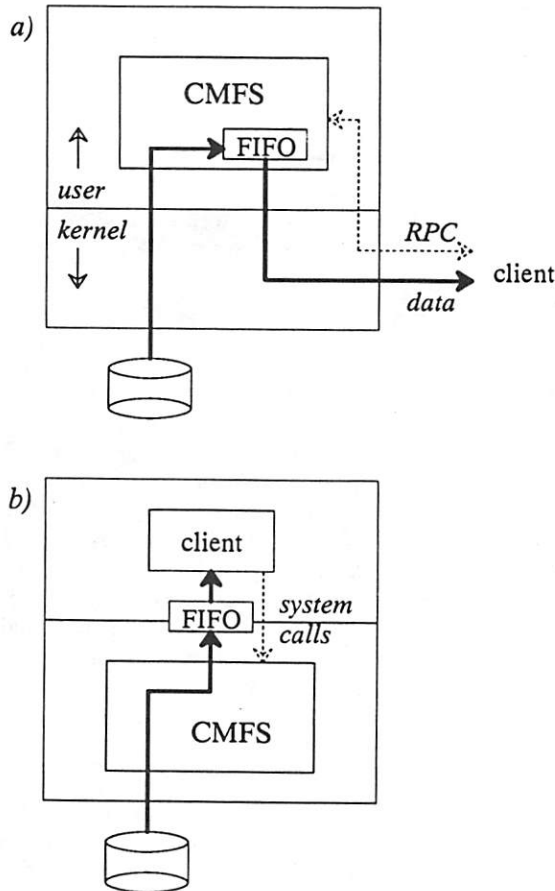 a)
CMFS
FIFO
user
kernel
RPC
client
data
b)
client
FIFO
system
calls
CMFS